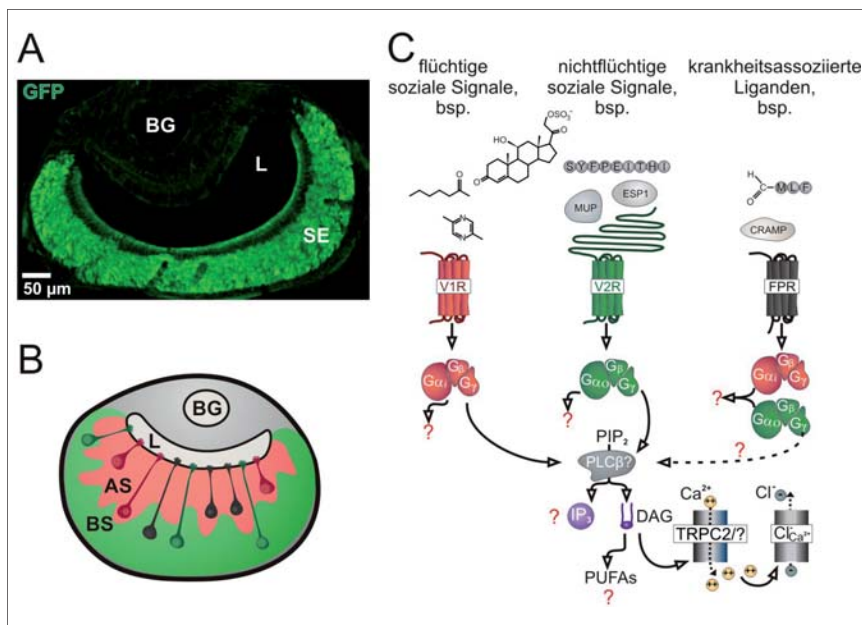 A
GFP
BG
L
SE
50 µm
B
BG
L
AS
BS
C
flüchtige
soziale Signale,
bsp.
nichtflüchtige
soziale Signale,
bsp.
krankheitsassoziierte
Liganden,
bsp.
OSO₃⁻
O
HO
O
N
N
S Y F P E I T H I
MUP
ESP1
H
C
O
M L F
CRAMP
V1R
V2R
FPR
Gαi
Gβ
Gγ
?
Gαo
Gβ
Gγ
?
Gαi
Gβ
Gγ
Gαo
Gβ
Gγ
?
?
PIP₂
PLCβ?
? IP₃
DAG
PUFAs
?
Ca²⁺
TRPC2/?
Cl⁻
Cl⁻Ca²⁺